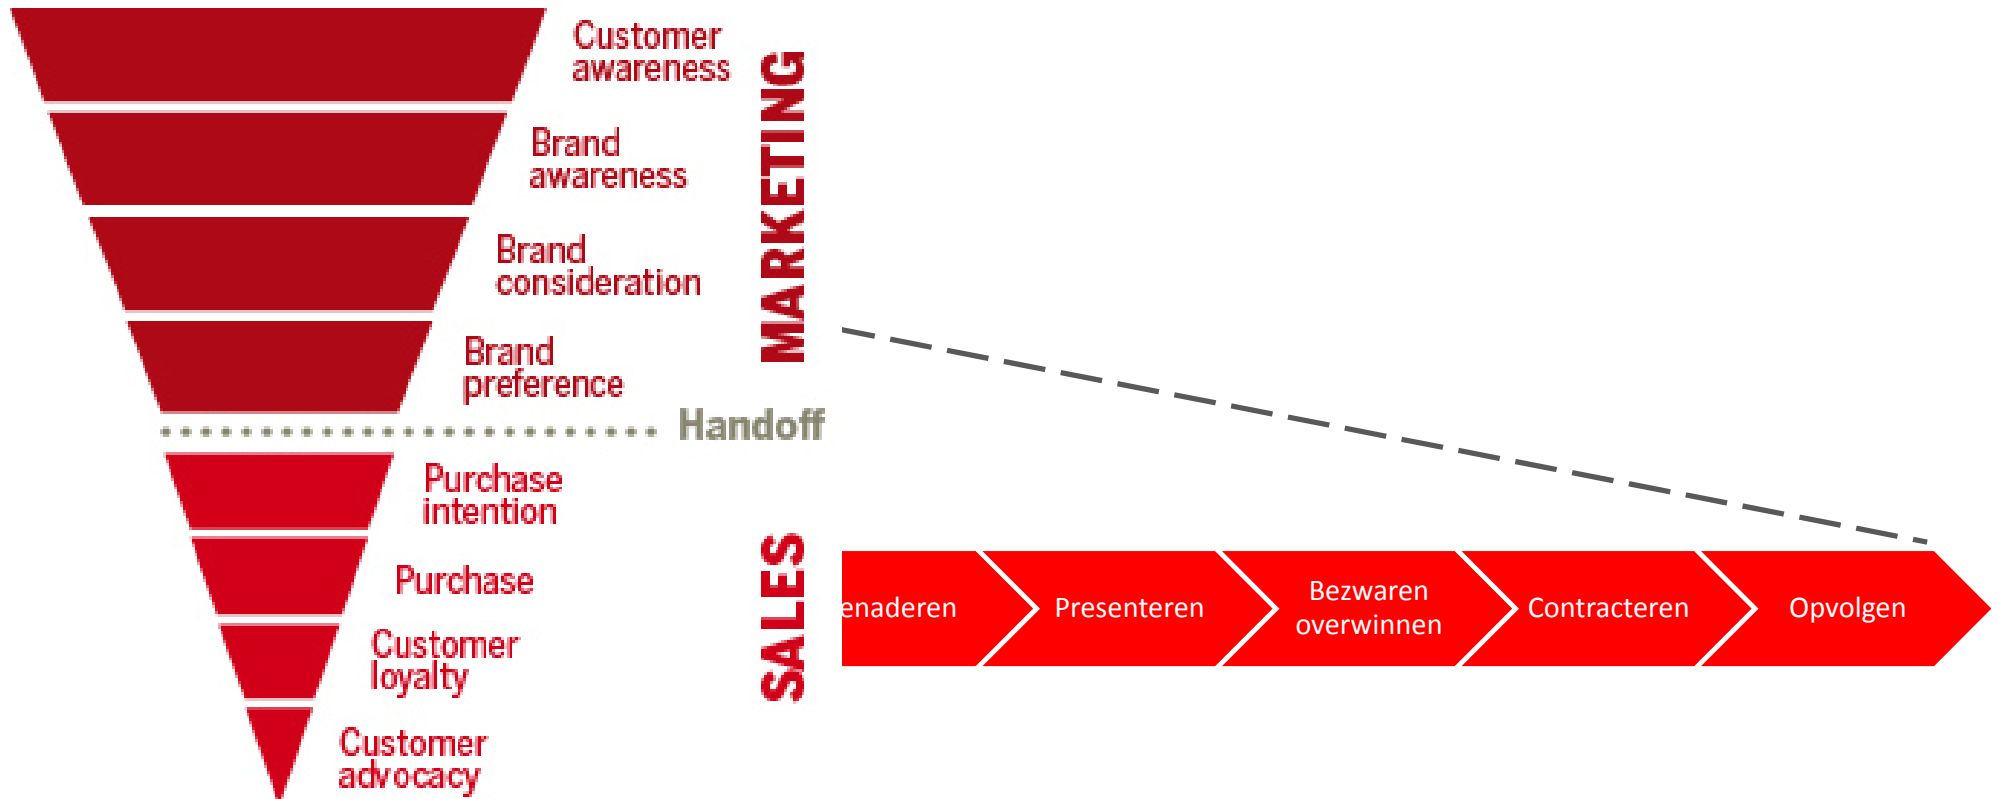 Customer
awareness
Brand
awareness
Brand
consideration
Brand
preference
MARKETING
Handoff
Purchase
intention
Purchase
Customer
loyalty
Customer
advocacy
SALES
enaderen
Presenteren
Bezwaren
overwinnen
Contracteren
Opvolgen